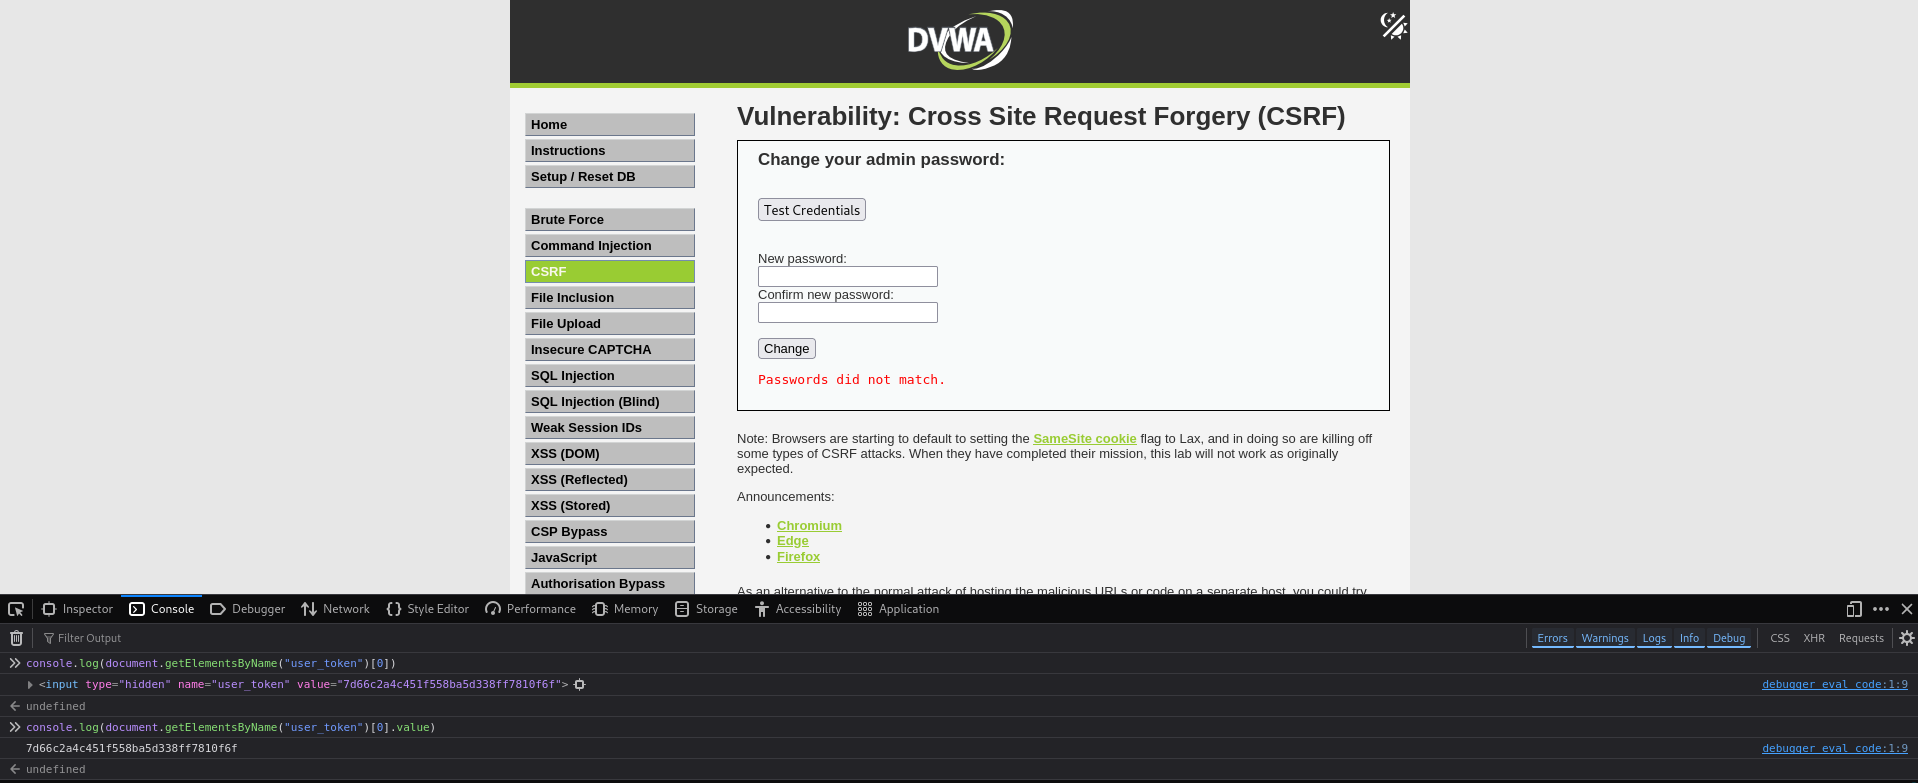 DVWA
Home
Instructions
Setup / Reset DB
Brute Force
Command Injection
CSRF
File Inclusion
File Upload
Insecure CAPTCHA
SQL Injection
SQL Injection (Blind)
Weak Session IDs
XSS (DOM)
XSS (Reflected)
XSS (Stored)
CSP Bypass
JavaScript
Authorisation Bypass
Vulnerability: Cross Site Request Forgery (CSRF)
Change your admin password:
Test Credentials
New password:
Confirm new password:
Change
Passwords did not match.
Note: Browsers are starting to default to setting the SameSite cookie flag to Lax, and in doing so are killing off
some types of CSRF attacks. When they have completed their mission, this lab will not work as originally
expected.
Announcements:
• Chromium
• Edge
• Firefox
As an alternative to the normal attack of hosting the malicious URLs or code on a separate host, you could try
Inspector Console Debugger Network Style Editor Performance Memory Storage Accessibility Application
Filter Output Errors Warnings Logs Info Debug CSS XHR Requests
console.log(document.getElementsByName("user_token")[0])
<input type="hidden" name="user_token" value="7d66c2a4c451f558ba5d338ff7810f6f"> debugger eval code:1:9
undefined
console.log(document.getElementsByName("user_token")[0].value)
7d66c2a4c451f558ba5d338ff7810f6f debugger eval code:1:9
undefined